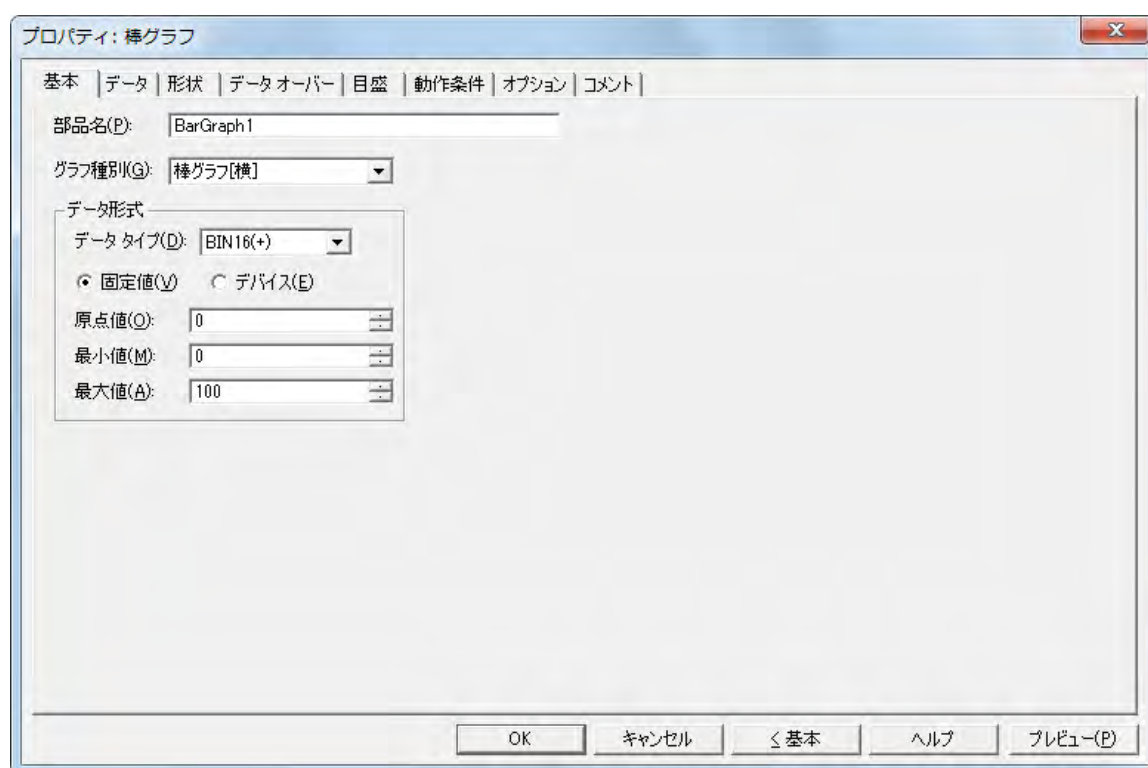 プロパティ: 棒グラフ
基本 データ 形状 データ オーバー 目盛 動作条件 オプション コメント
部品名(P): BarGraph1
グラフ種別(G): 棒グラフ[横]
データ形式
データ タイプ(D): BIN16(+)
固定値(V) デバイス(E)
原点値(O): 0
最小値(M): 0
最大値(A): 100
OK キャンセル < 基本 ヘルプ プレビュー(P)